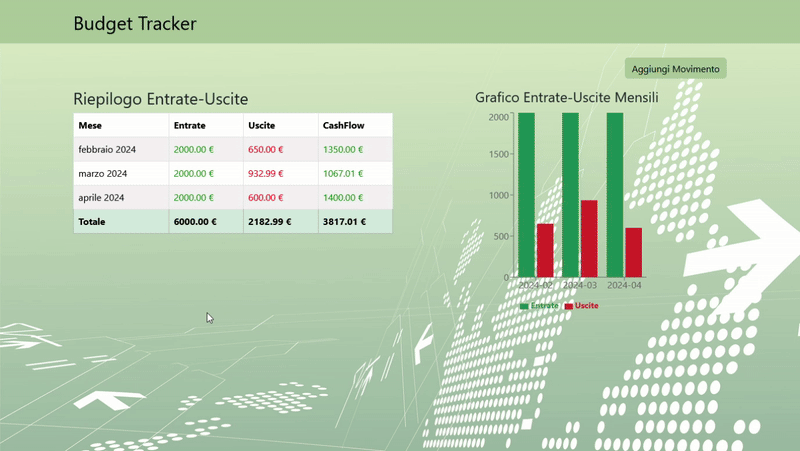 Budget Tracker
Aggiungi Movimento
Riepilogo Entrate-Uscite
Mese Entrate Uscite CashFlow
febbraio 2024 2000.00 € 650.00 € 1350.00 €
marzo 2024 2000.00 € 932.99 € 1067.01 €
aprile 2024 2000.00 € 600.00 € 1400.00 €
Totale 6000.00 € 2182.99 € 3817.01 €
Grafico Entrate-Uscite Mensili
2000
1500
1000
500
0
2024-02 2024-03 2024-04
Entrate Uscite